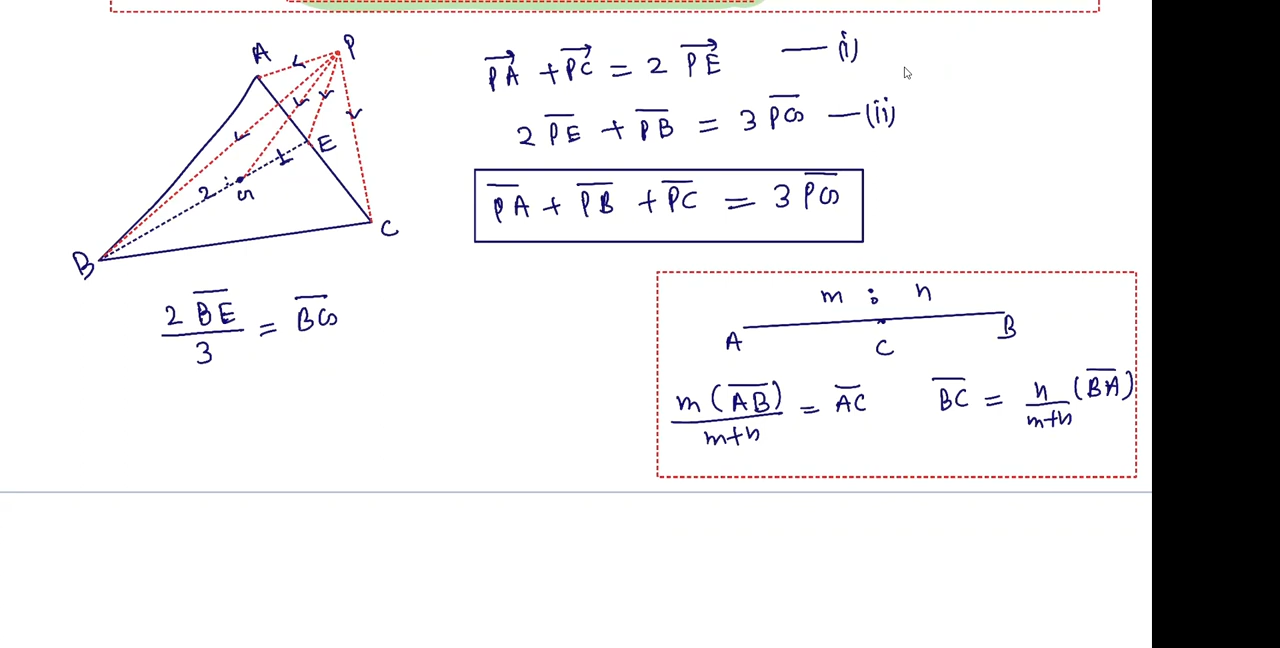 A P
E
2 : 1
G
B C
PA + PC = 2 PE — (i)
2 PE + PB = 3 PG — (ii)
PA + PB + PC = 3 PG
2 BE / 3 = BG
m : n
A C B
m (AB) / m+n = AC BC = n / m+n (BA)